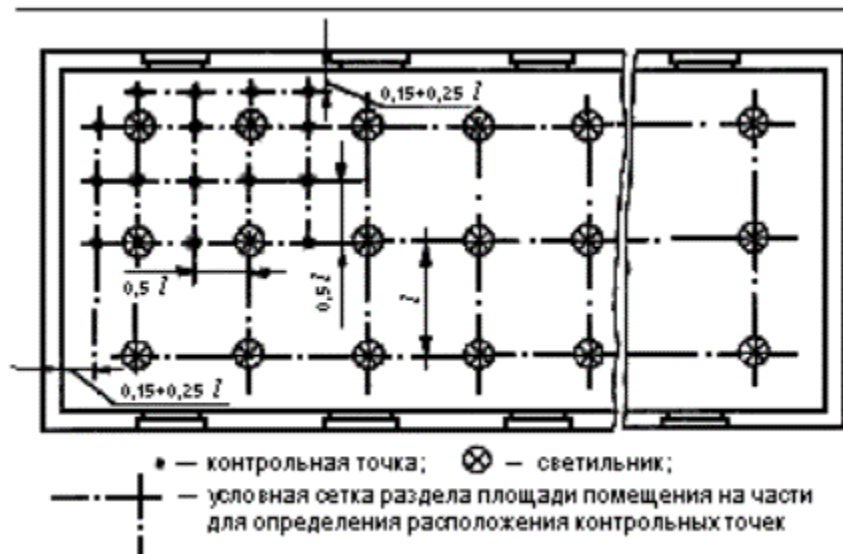 0,15+0,25 l
0,5 l
0,5 l
l
0,15+0,25 l
• — контрольная точка; ⊗ — светильник;
— условная сетка раздела площади помещения на части
для определения расположения контрольных точек